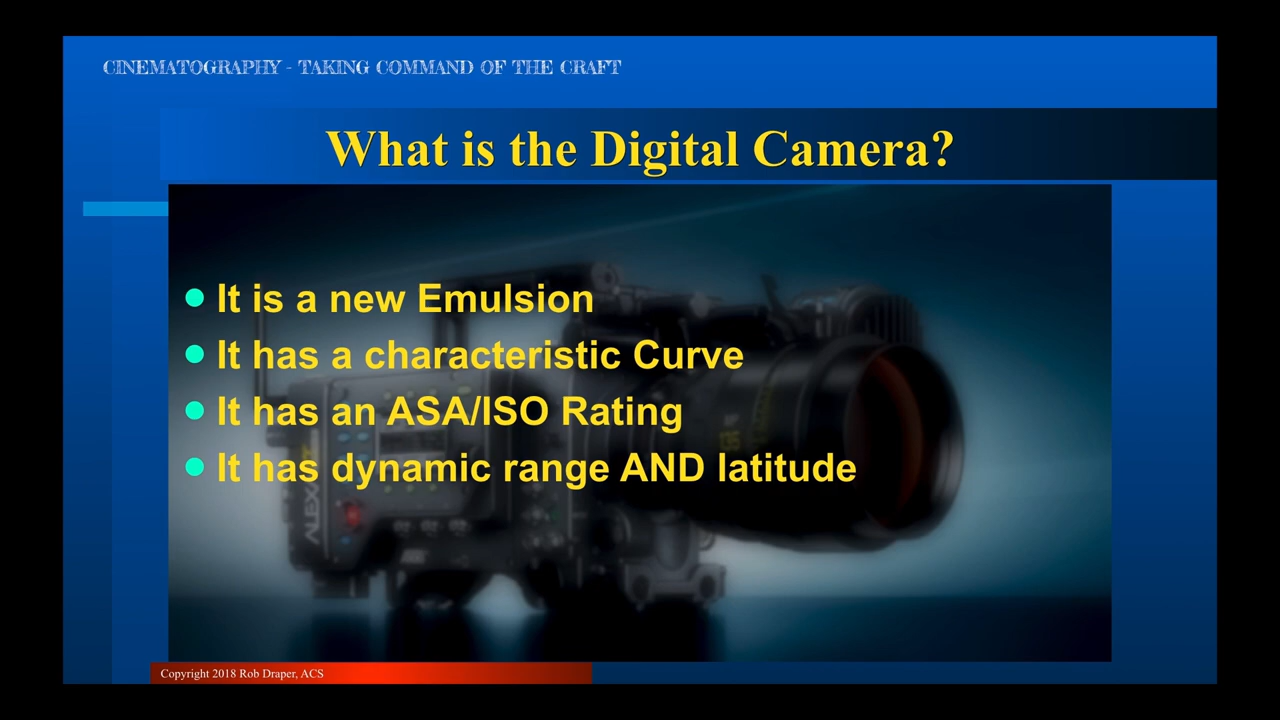 CINEMATOGRAPHY - TAKING COMMAND OF THE CRAFT
What is the Digital Camera?
It is a new Emulsion
It has a characteristic Curve
It has an ASA/ISO Rating
It has dynamic range AND latitude
ALEXA
Copyright 2018 Rob Draper, ACS